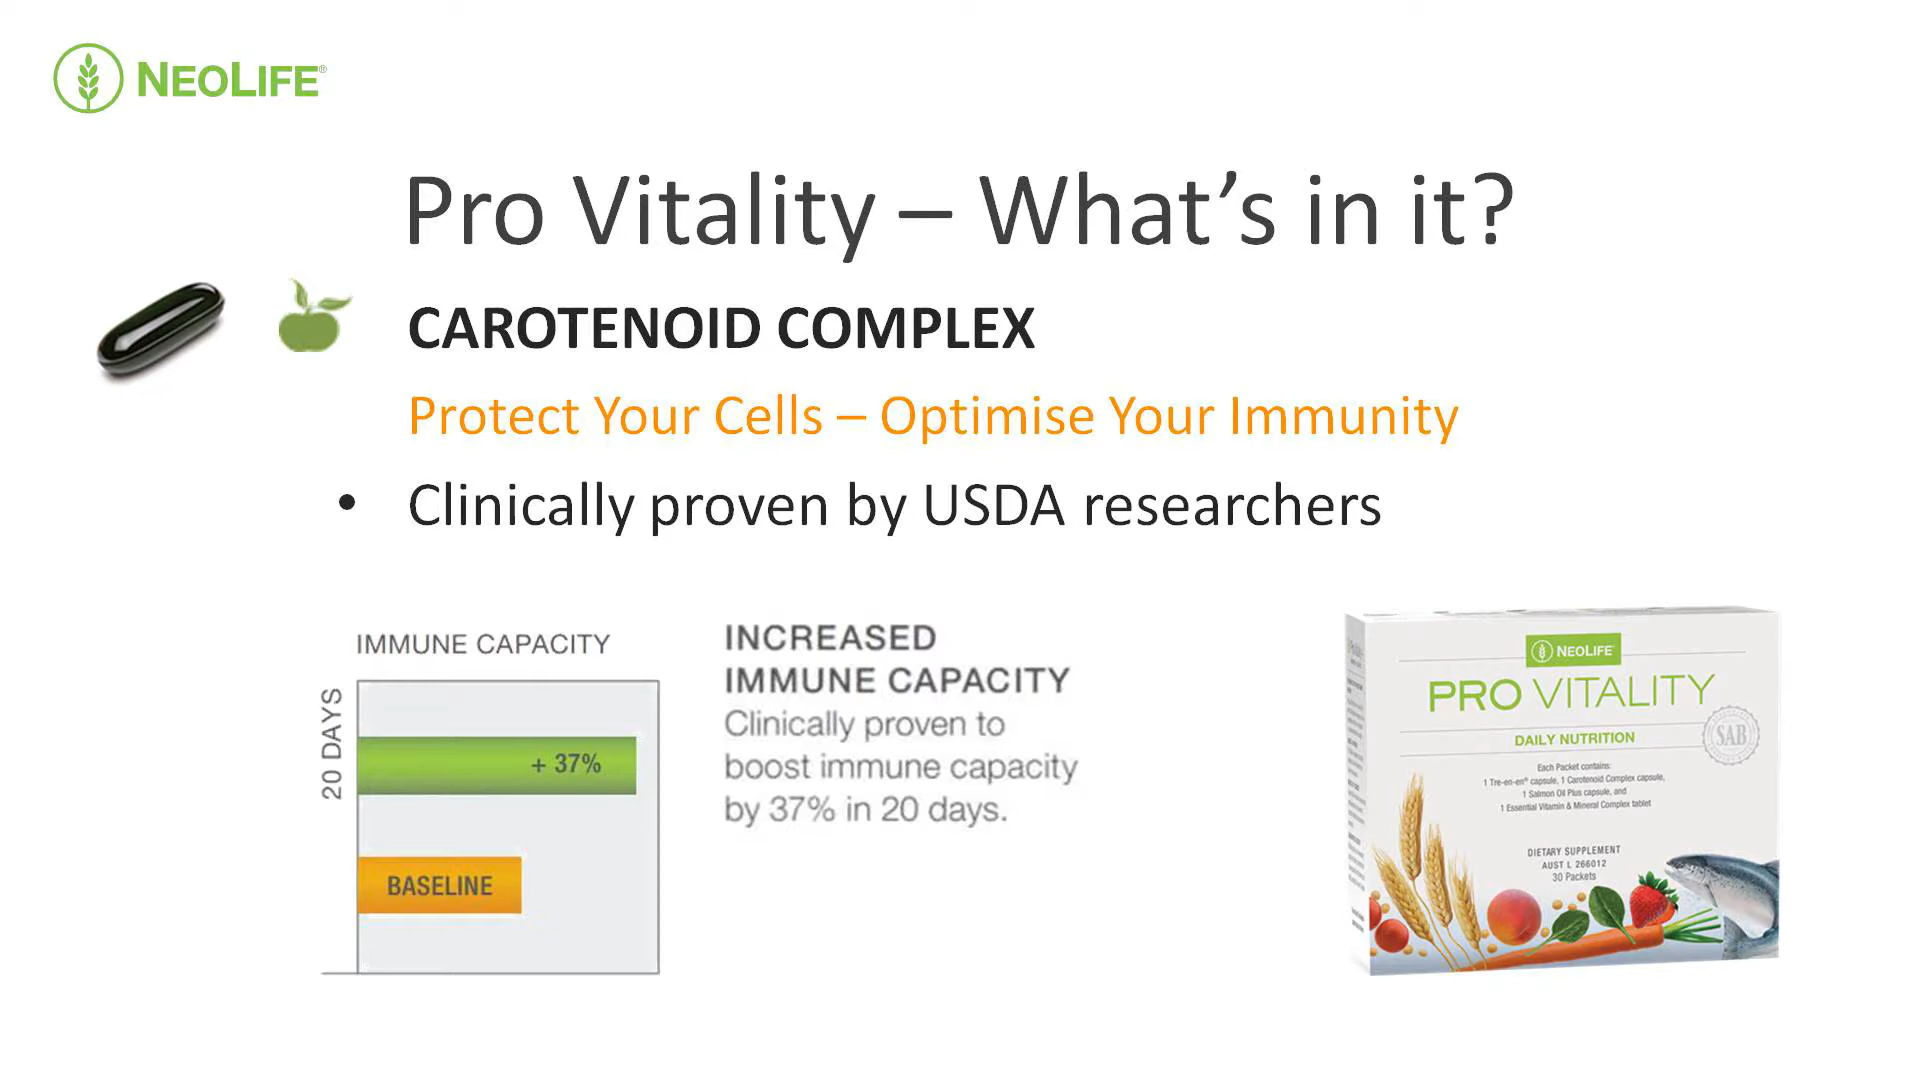 NEOLIFE®
Pro Vitality – What's in it?
CAROTENOID COMPLEX
Protect Your Cells – Optimise Your Immunity
• Clinically proven by USDA researchers
IMMUNE CAPACITY
20 DAYS
+ 37%
BASELINE
INCREASED
IMMUNE CAPACITY
Clinically proven to
boost immune capacity
by 37% in 20 days.
NEOLIFE
PRO VITALITY
DAILY NUTRITION
SAB
Each Packet contains:
1 Tre-en-en® capsule, 1 Carotenoid Complex capsule,
1 Salmon Oil Plus capsule, and
1 Essential Vitamin & Mineral Complex tablet
DIETARY SUPPLEMENT
AUST L 266012
30 Packets